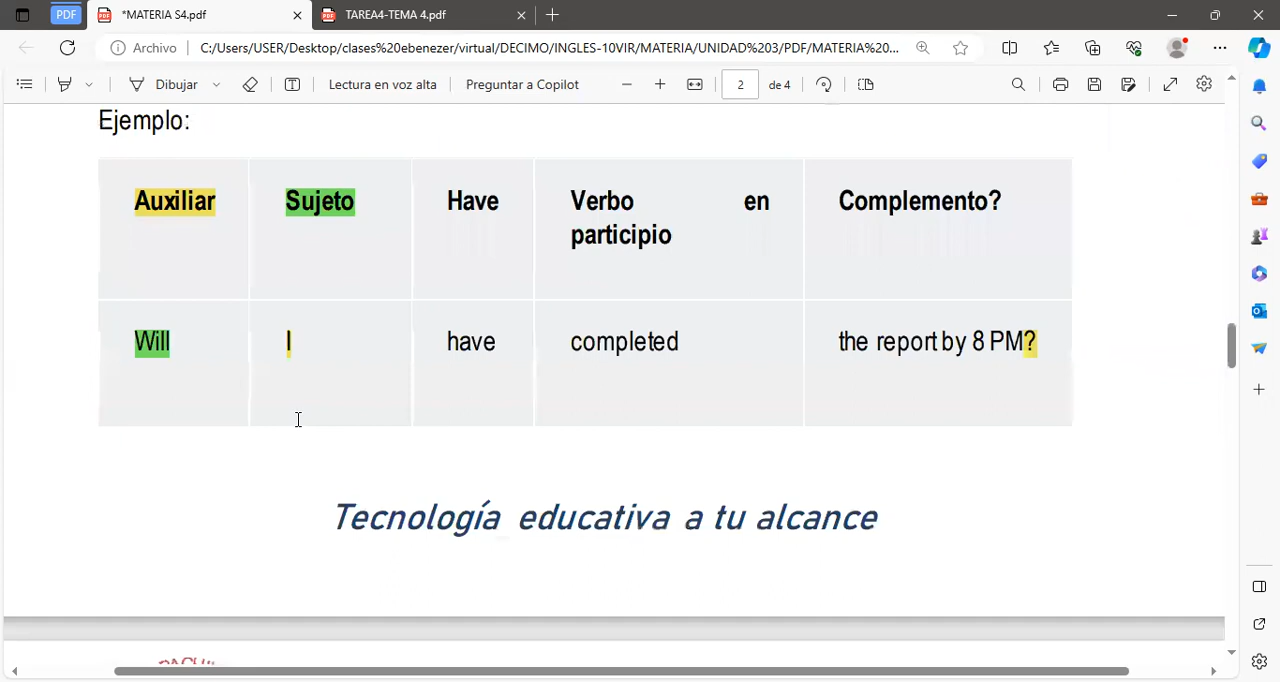 PDF
*MATERIA S4.pdf
TAREA4-TEMA 4.pdf
Archivo
C:/Users/USER/Desktop/clases%20ebenezer/virtual/DECIMO/INGLES-10VIR/MATERIA/UNIDAD%203/PDF/MATERIA%20...
Dibujar
Lectura en voz alta
Preguntar a Copilot
2
de 4
Ejemplo:
Auxiliar
Sujeto
Have
Verbo en
participio
Complemento?
Will
I
have
completed
the report by 8 PM?
Tecnología educativa a tu alcance